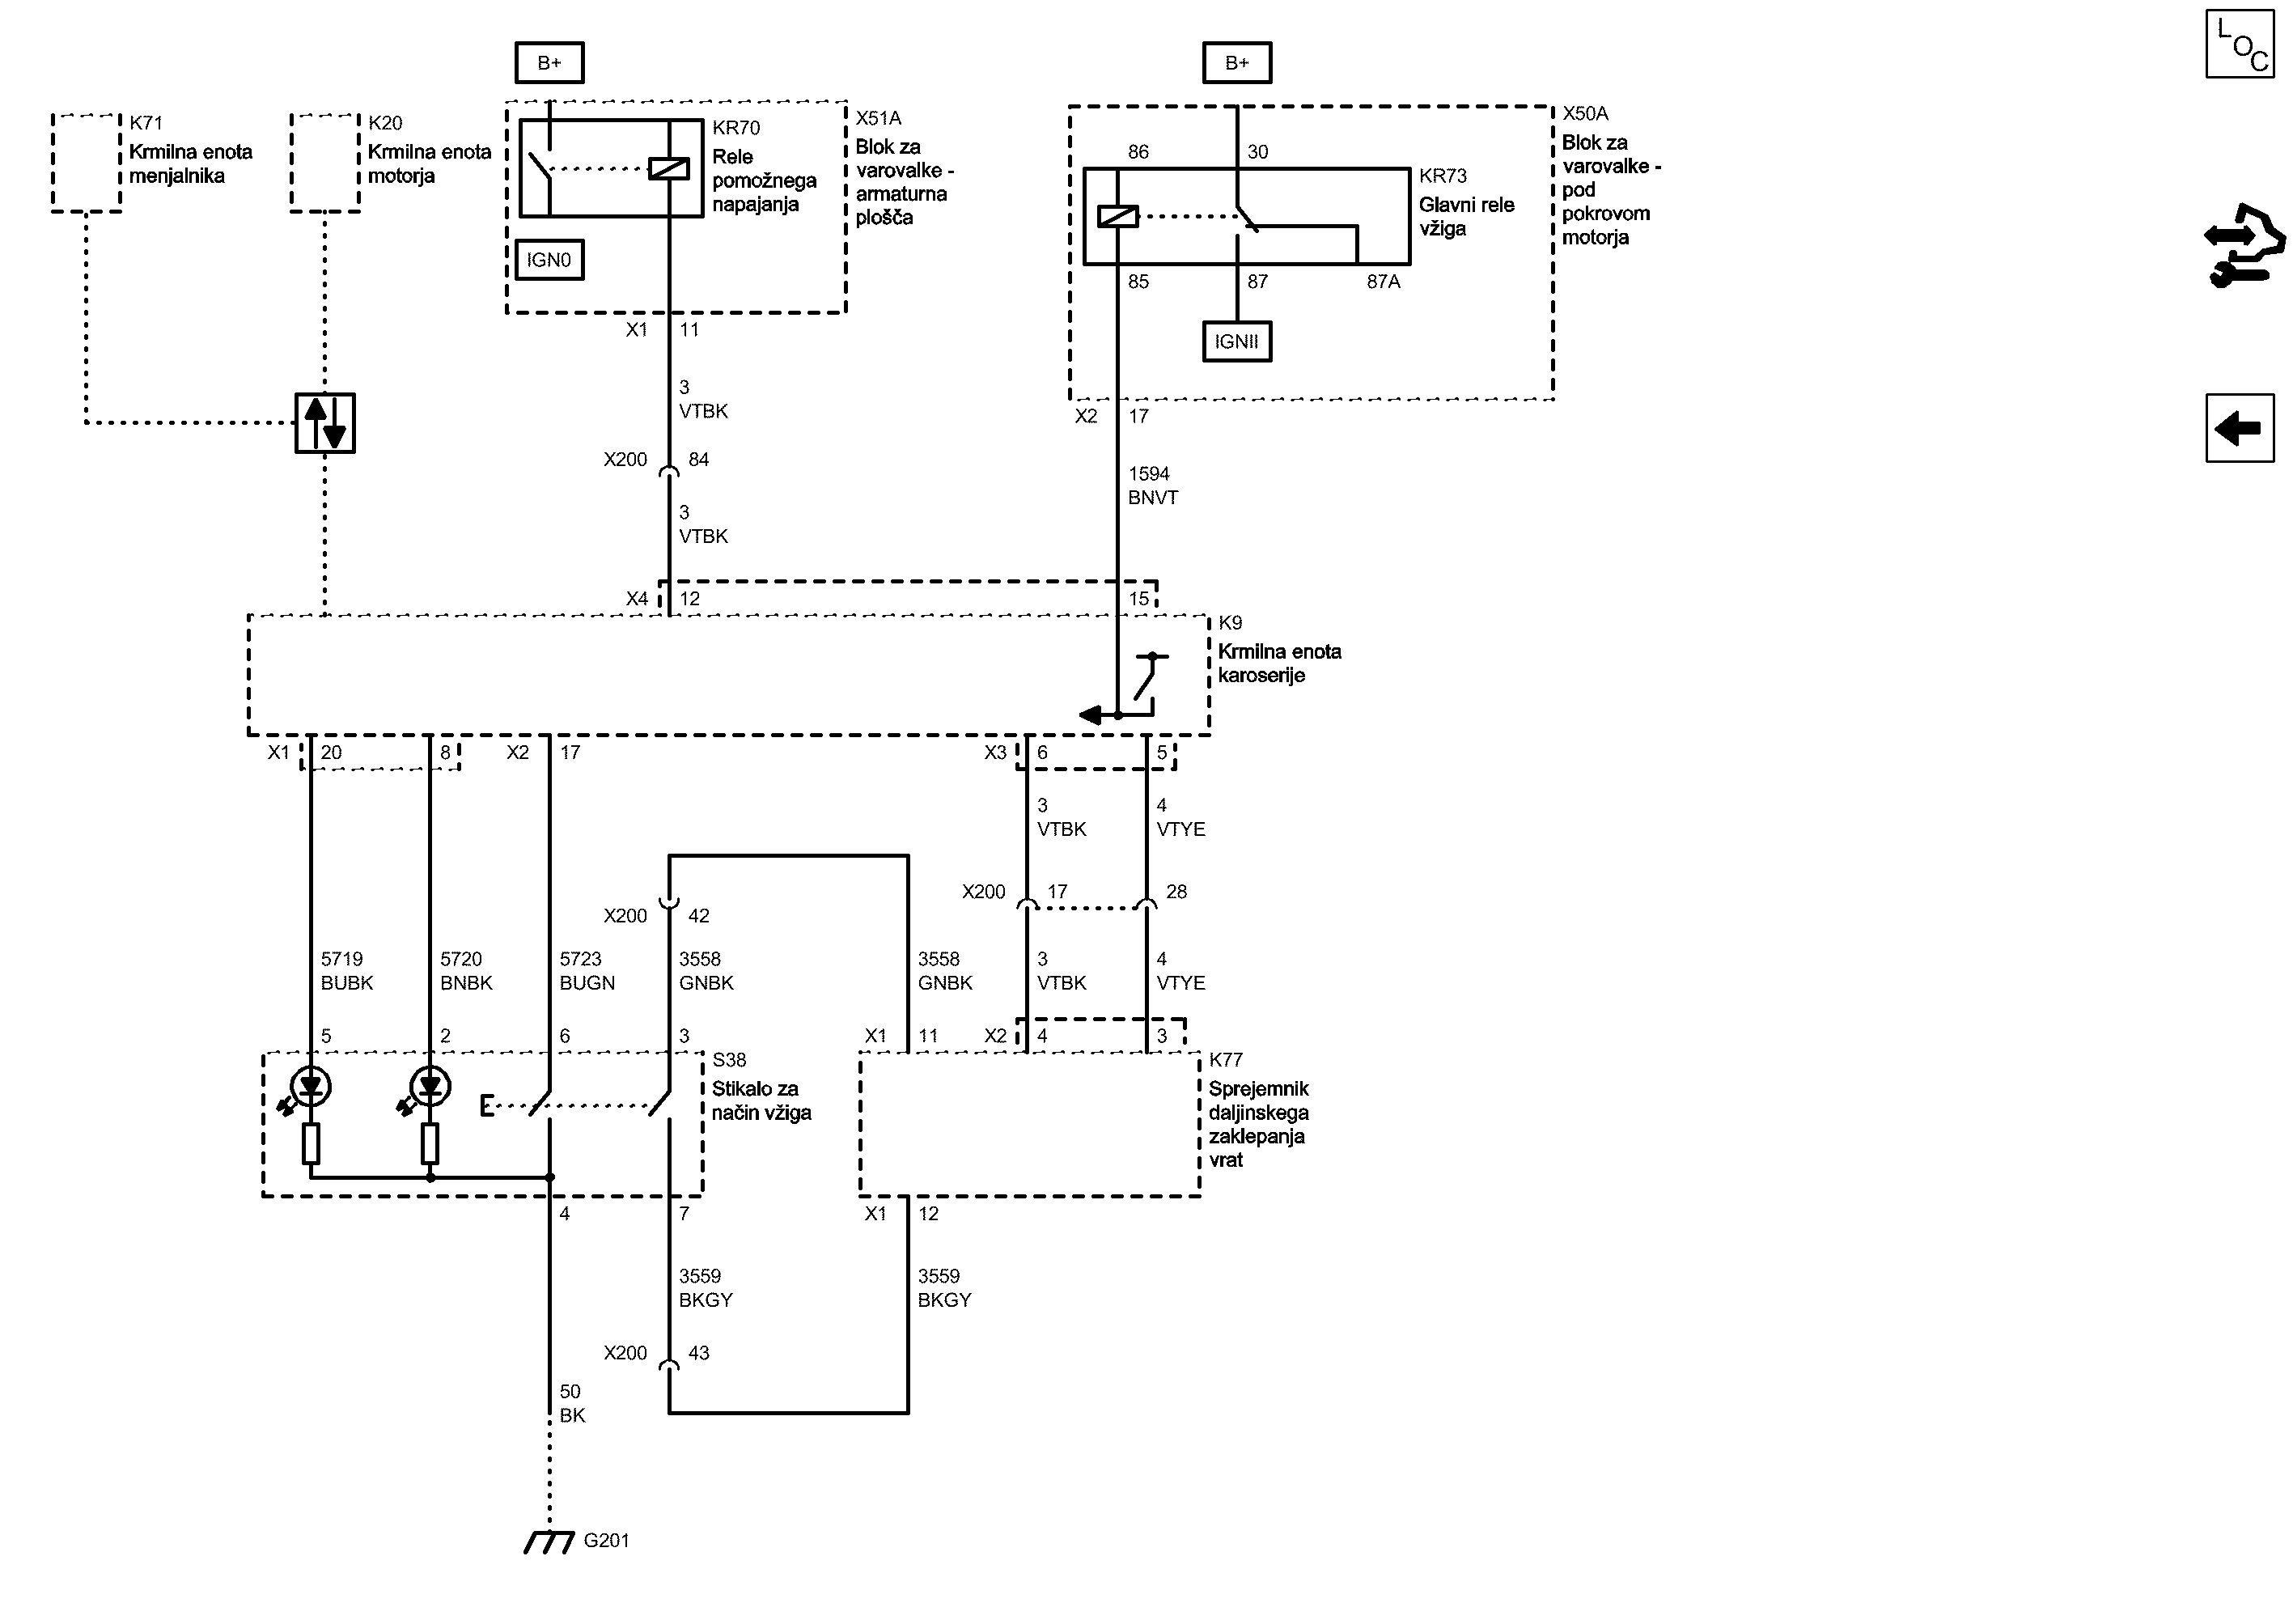 LOC
B+
B+
K71
Krmilna enota
menjalnika
K20
Krmilna enota
motorja
KR70
Rele
pomožnega
napajanja
IGN0
X51A
Blok za
varovalke -
armaturna
plošča
X1 11
86 30
KR73
Glavni rele
vžiga
85 87 87A
IGNII
X50A
Blok za
varovalke -
pod
pokrovom
motorja
X2 17
3
VTBK
X200 84
3
VTBK
1594
BNVT
X4 12 15
K9
Krmilna enota
karoserije
X1 20 8 X2 17 X3 6 5
3
VTBK
4
VTYE
X200 17 28
X200 42
5719
BUBK
5720
BNBK
5723
BUGN
3558
GNBK
3558
GNBK
3
VTBK
4
VTYE
5 2 6 3 X1 11 X2 4 3
S38
Stikalo za
način vžiga
K77
Sprejemnik
daljinskega
zaklepanja
vrat
4 7 X1 12
3559
BKGY
3559
BKGY
X200 43
50
BK
G201